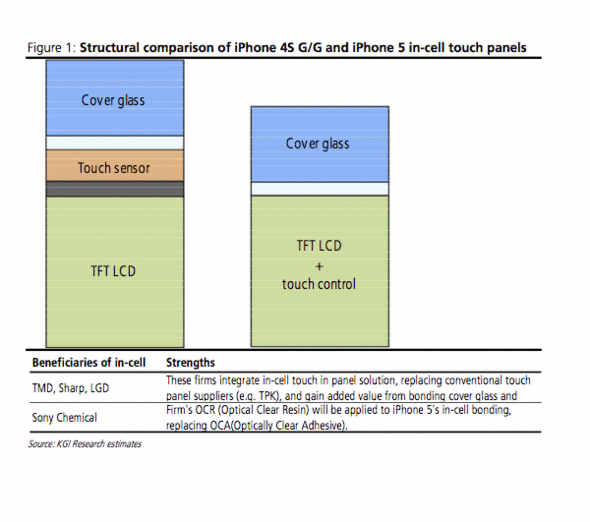 Figure 1: Structural comparison of iPhone 4S G/G and iPhone 5 in-cell touch panels
Cover glass
Touch sensor
TFT LCD
Cover glass
TFT LCD
+
touch control
Beneficiaries of in-cell Strengths
TMD, Sharp, LGD
These firms integrate in-cell touch in panel solution, replacing conventional touch
panel suppliers (e.g. TPK), and gain added value from bonding cover glass and
Sony Chemical
Firm's OCR (Optical Clear Resin) will be applied to iPhone 5's in-cell bonding,
replacing OCA(Optically Clear Adhesive).
Source: KGI Research estimates